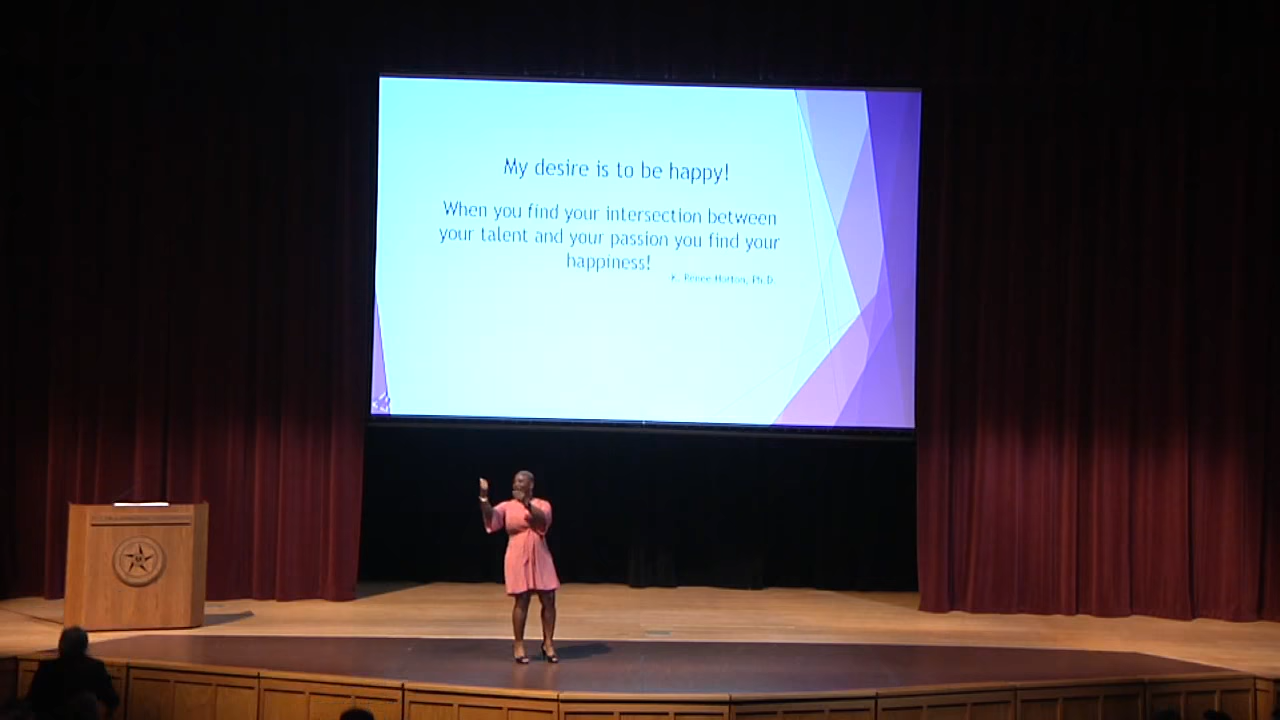 My desire is to be happy!
When you find your intersection between
your talent and your passion you find your
happiness!
Ph.D.